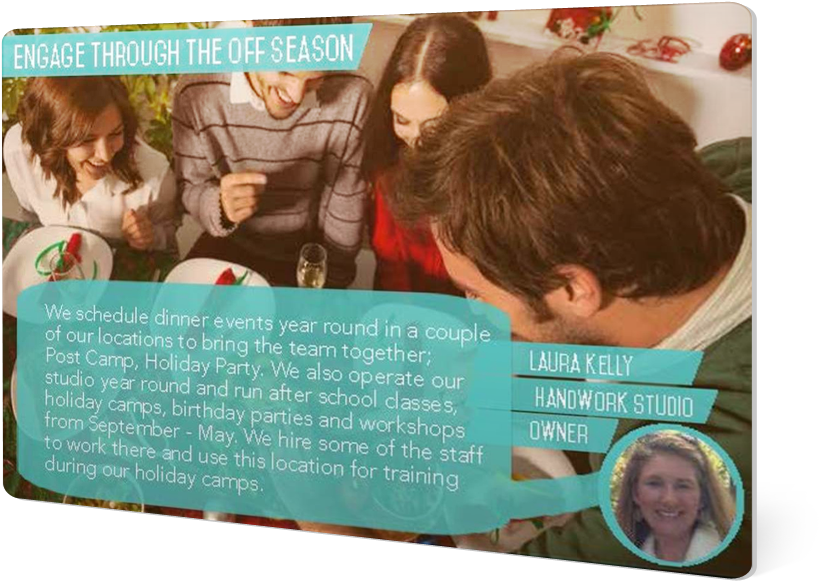 ENGAGE THROUGH THE OFF SEASON
We schedule dinner events year round in a couple
of our locations to bring the team together;
Post Camp, Holiday Party. We also operate our
studio year round and run after school classes,
holiday camps, birthday parties and workshops
from September - May. We hire some of the staff
to work there and use this location for training
during our holiday camps.
LAURA KELLY
HANDWORK STUDIO
OWNER